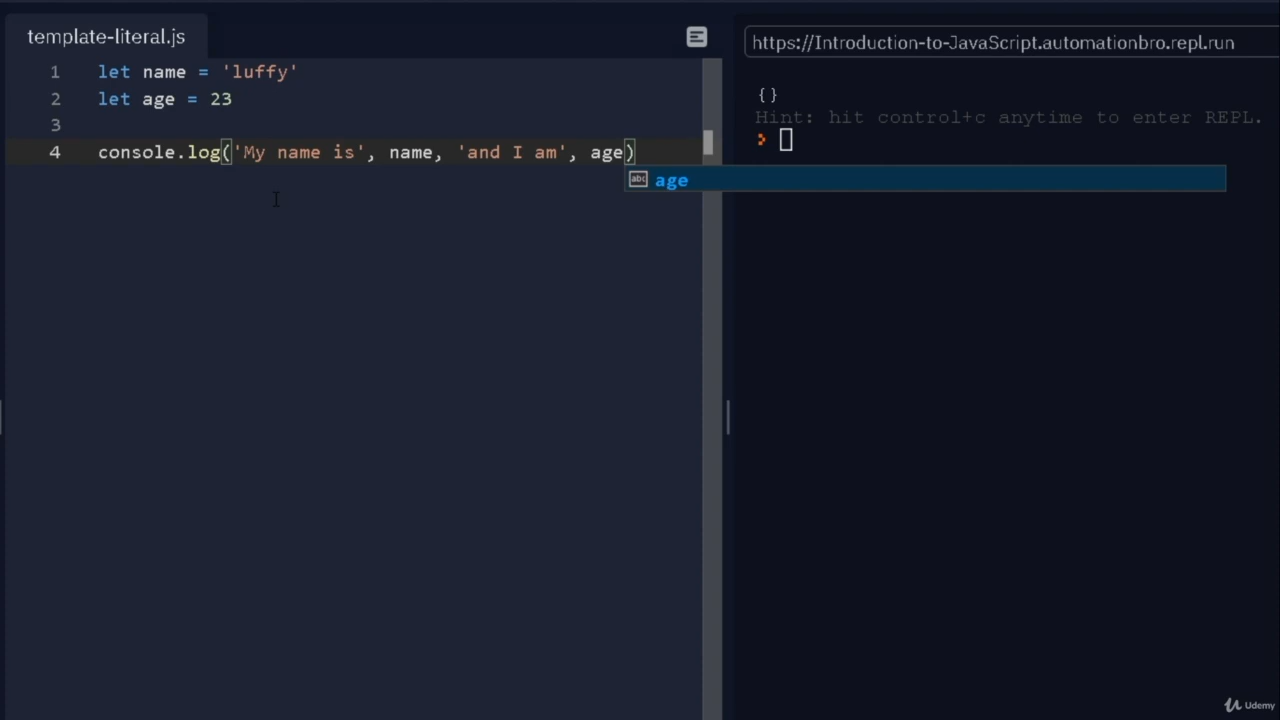 template-literal.js
1 let name = 'luffy'
2 let age = 23
3
4 console.log('My name is', name, 'and I am', age)
abc age
https://Introduction-to-JavaScript.automationbro.repl.run
{}
Hint: hit control+c anytime to enter REPL.
>
Udemy